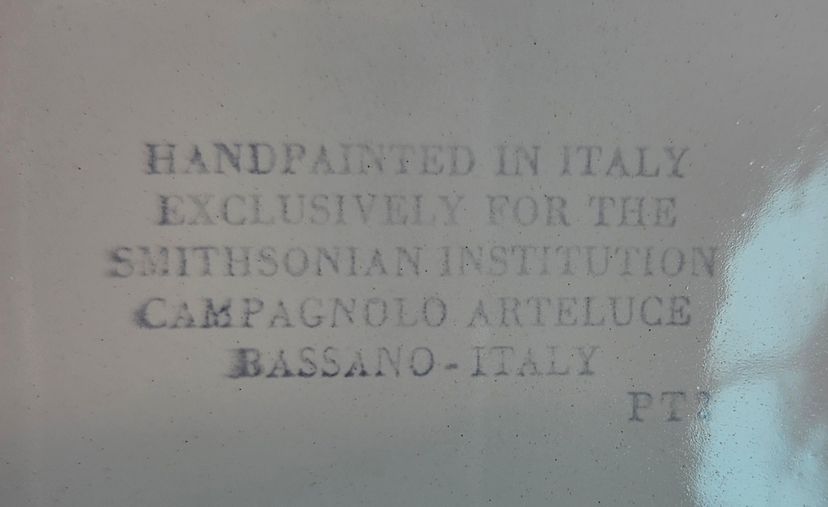 HANDPAINTED IN ITALY
EXCLUSIVELY FOR THE
SMITHSONIAN INSTITUTION
CAMPAGNOLO ARTELUCE
BASSANO-ITALY